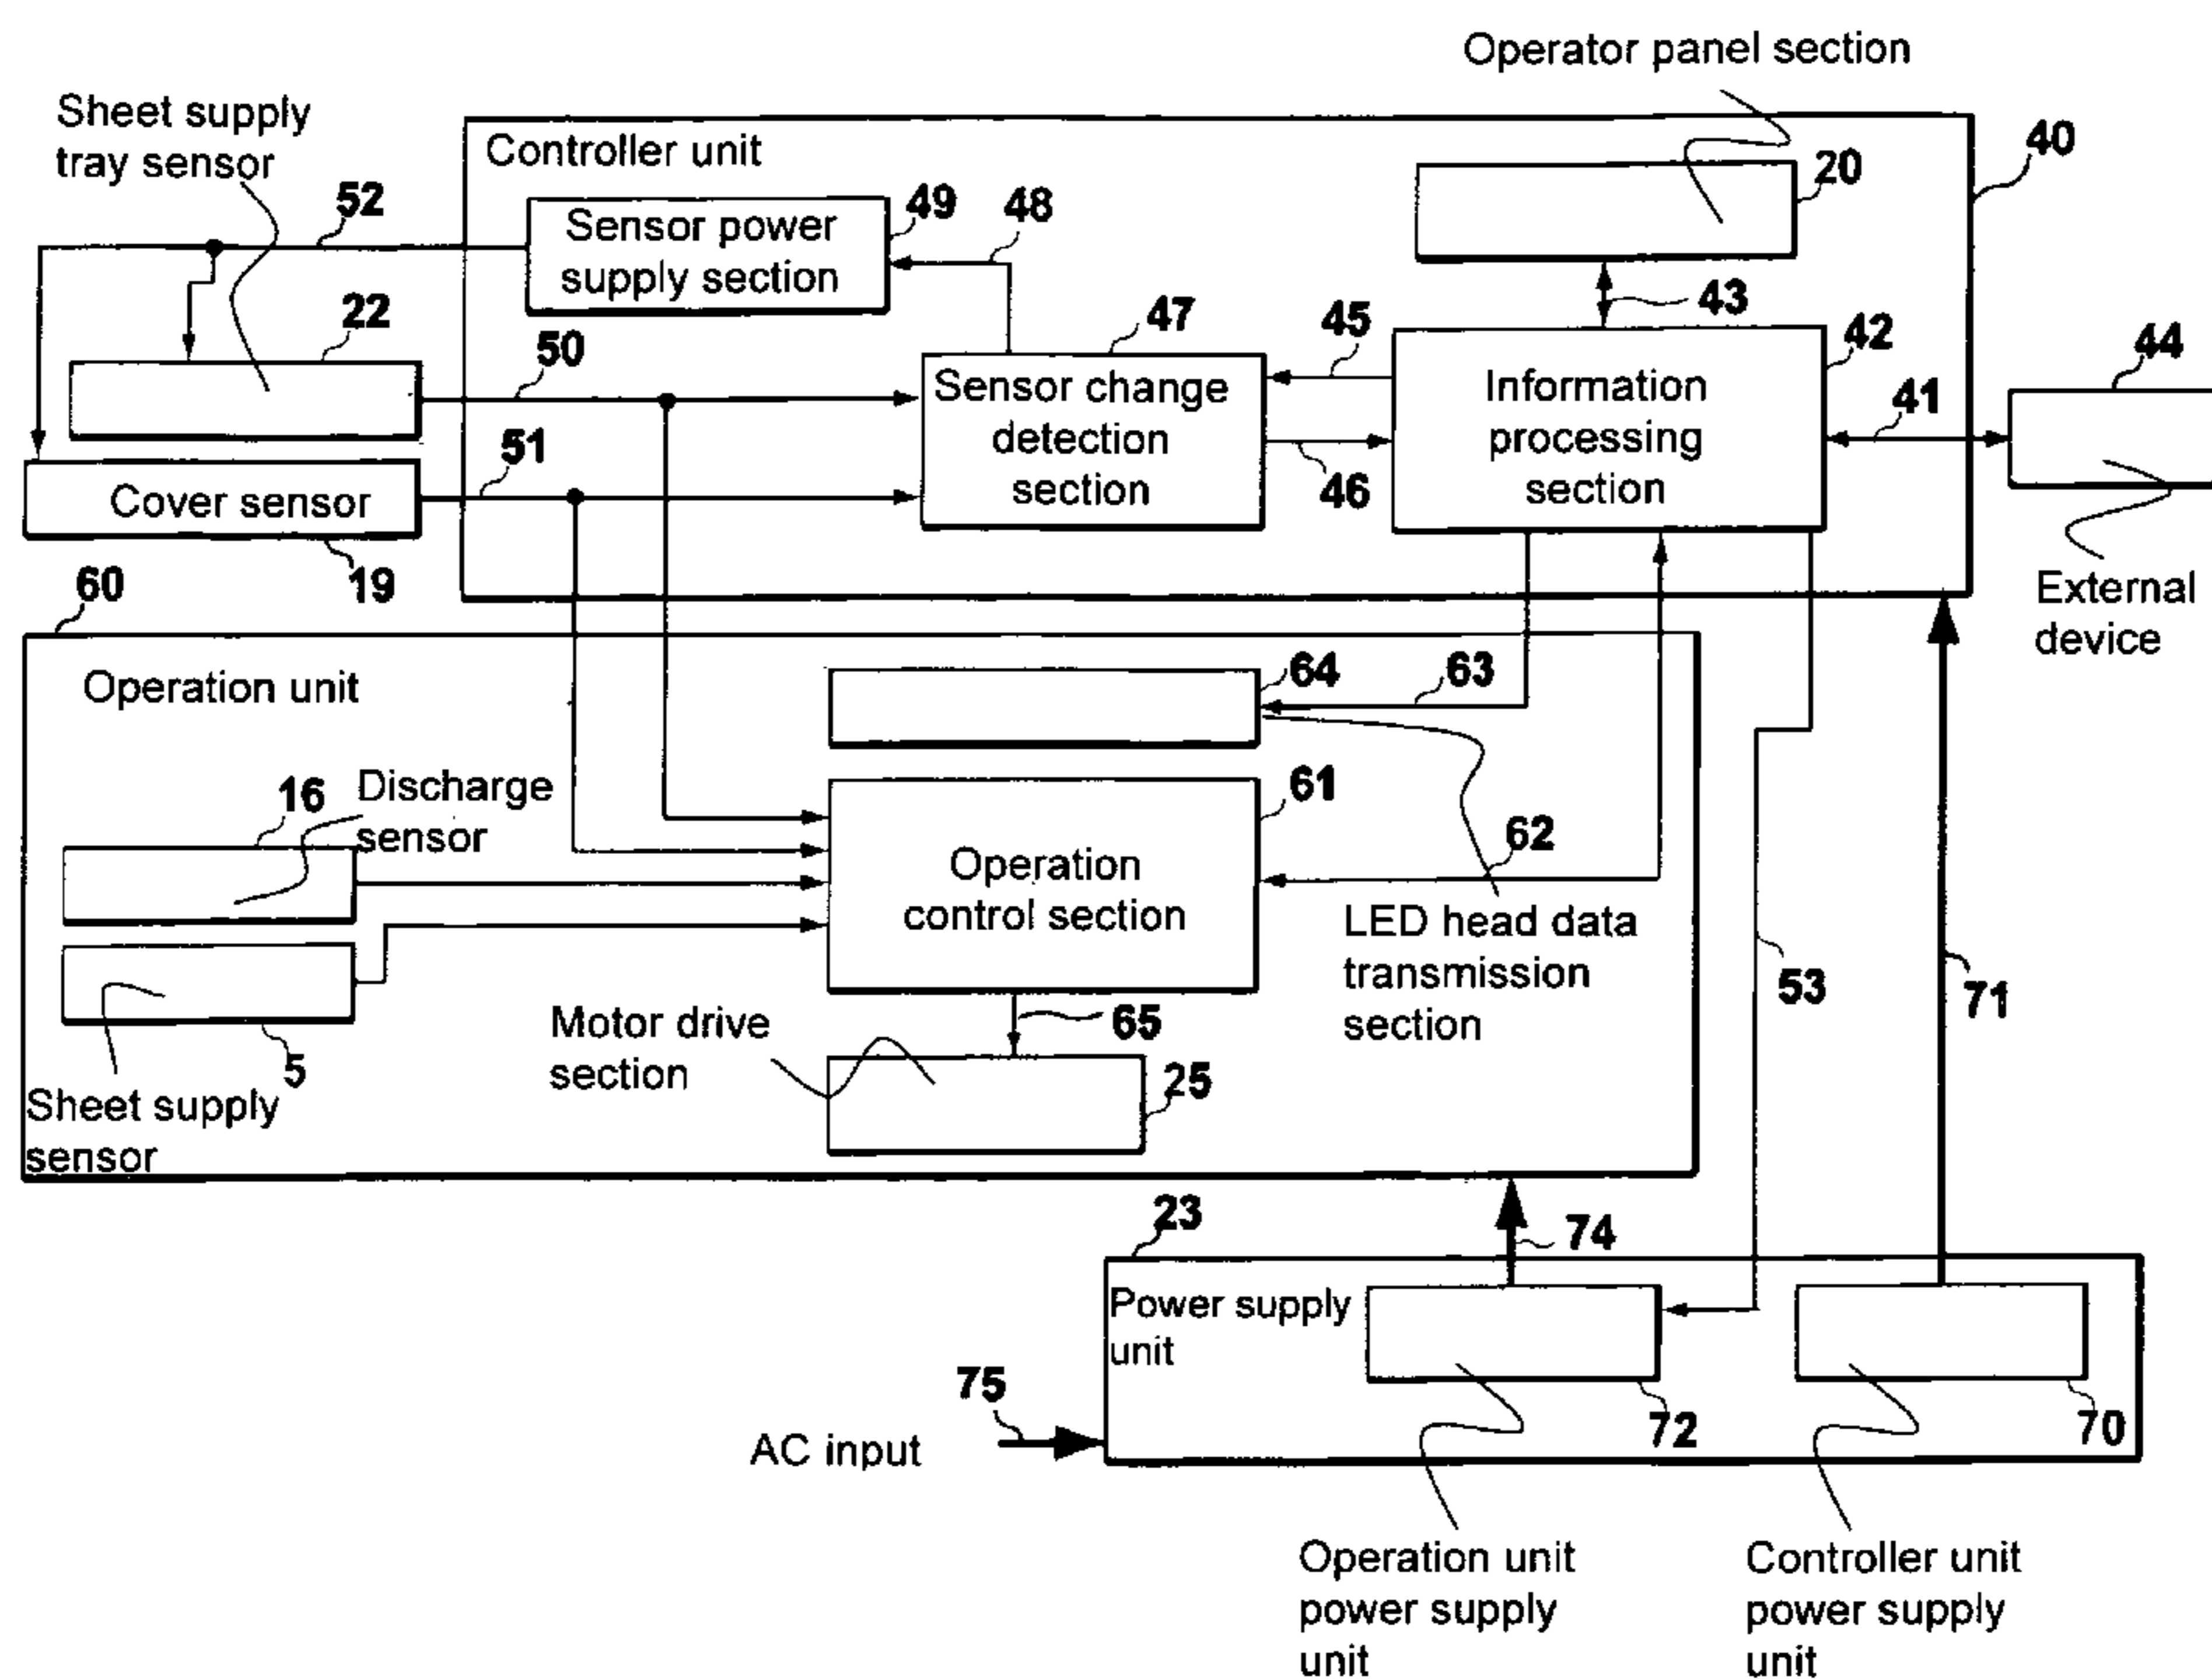 Operator panel section
Sheet supply
tray sensor
Controller unit
40
20
52
49
48
Sensor power
supply section
22
43
47
45
42
44
50
Sensor change
detection
section
Information
processing
section
41
51
46
Cover sensor
19
External
device
60
Operation unit
64
63
16
Discharge
sensor
61
62
Operation
control section
LED head data
transmission
section
53
71
5
Motor drive
section
65
25
Sheet supply
sensor
23
74
Power supply
unit
75
AC input
72
70
Operation unit
power supply
unit
Controller unit
power supply
unit